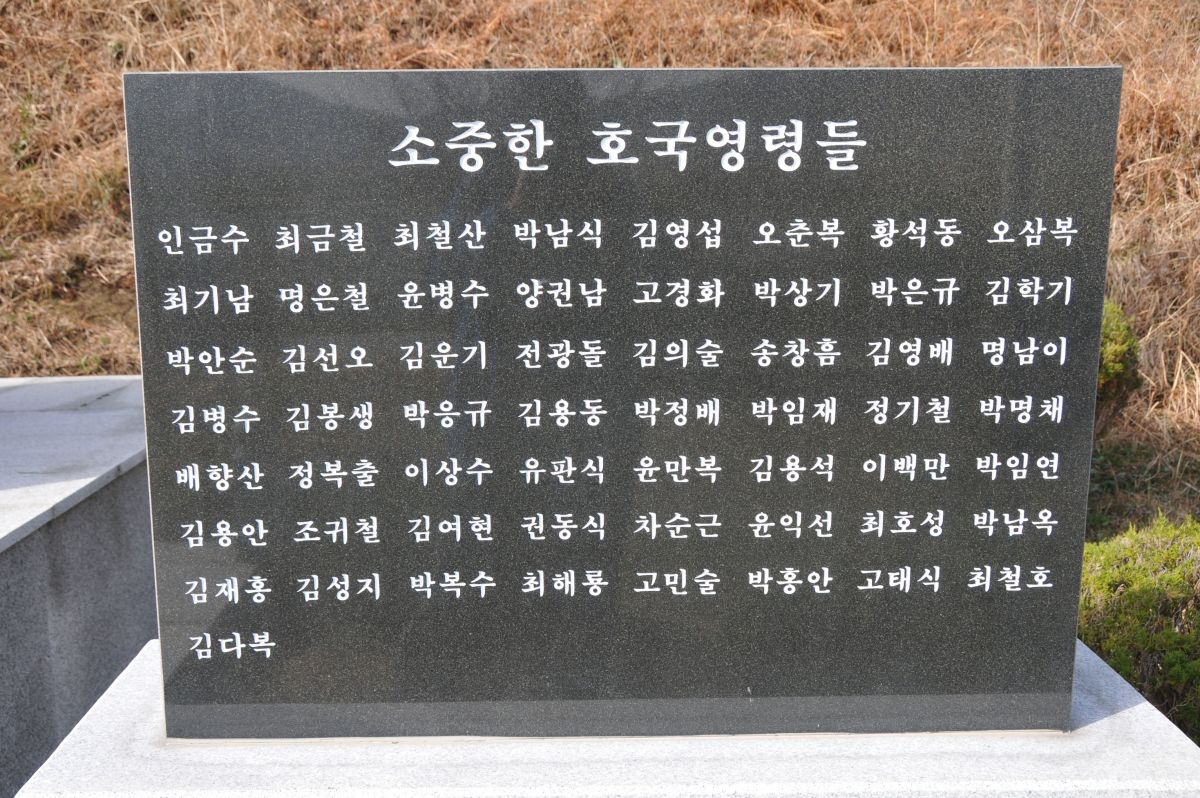 소중한 호국영령들
인금수 최금철 최철산 박남식 김영섭 오춘복 황석동 오삼복
최기남 명은철 윤병수 양권남 고경화 박상기 박은규 김학기
박안순 김선오 김운기 전광돌 김의술 송창흠 김영배 명남이
김병수 김봉생 박응규 김용동 박정배 박임재 정기철 박명채
배향산 정복출 이상수 유판식 윤만복 김용석 이백만 박임연
김용안 조귀철 김여현 권동식 차순근 윤익선 최호성 박남옥
김재홍 김성지 박복수 최해룡 고민술 박홍안 고태식 최철호
김다복